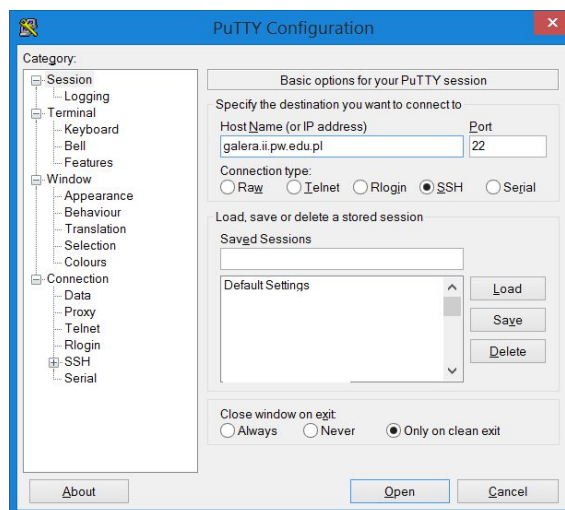 PuTTY Configuration
Category:
Session
Logging
Terminal
Keyboard
Bell
Features
Window
Appearance
Behaviour
Translation
Selection
Colours
Connection
Data
Proxy
Telnet
Rlogin
SSH
Serial
Basic options for your PuTTY session
Specify the destination you want to connect to
Host Name (or IP address) Port
galera.ii.pw.edu.pl 22
Connection type:
Raw Telnet Rlogin SSH Serial
Load, save or delete a stored session
Saved Sessions
Default Settings
Load
Save
Delete
Close window on exit:
Always Never Only on clean exit
About Open Cancel